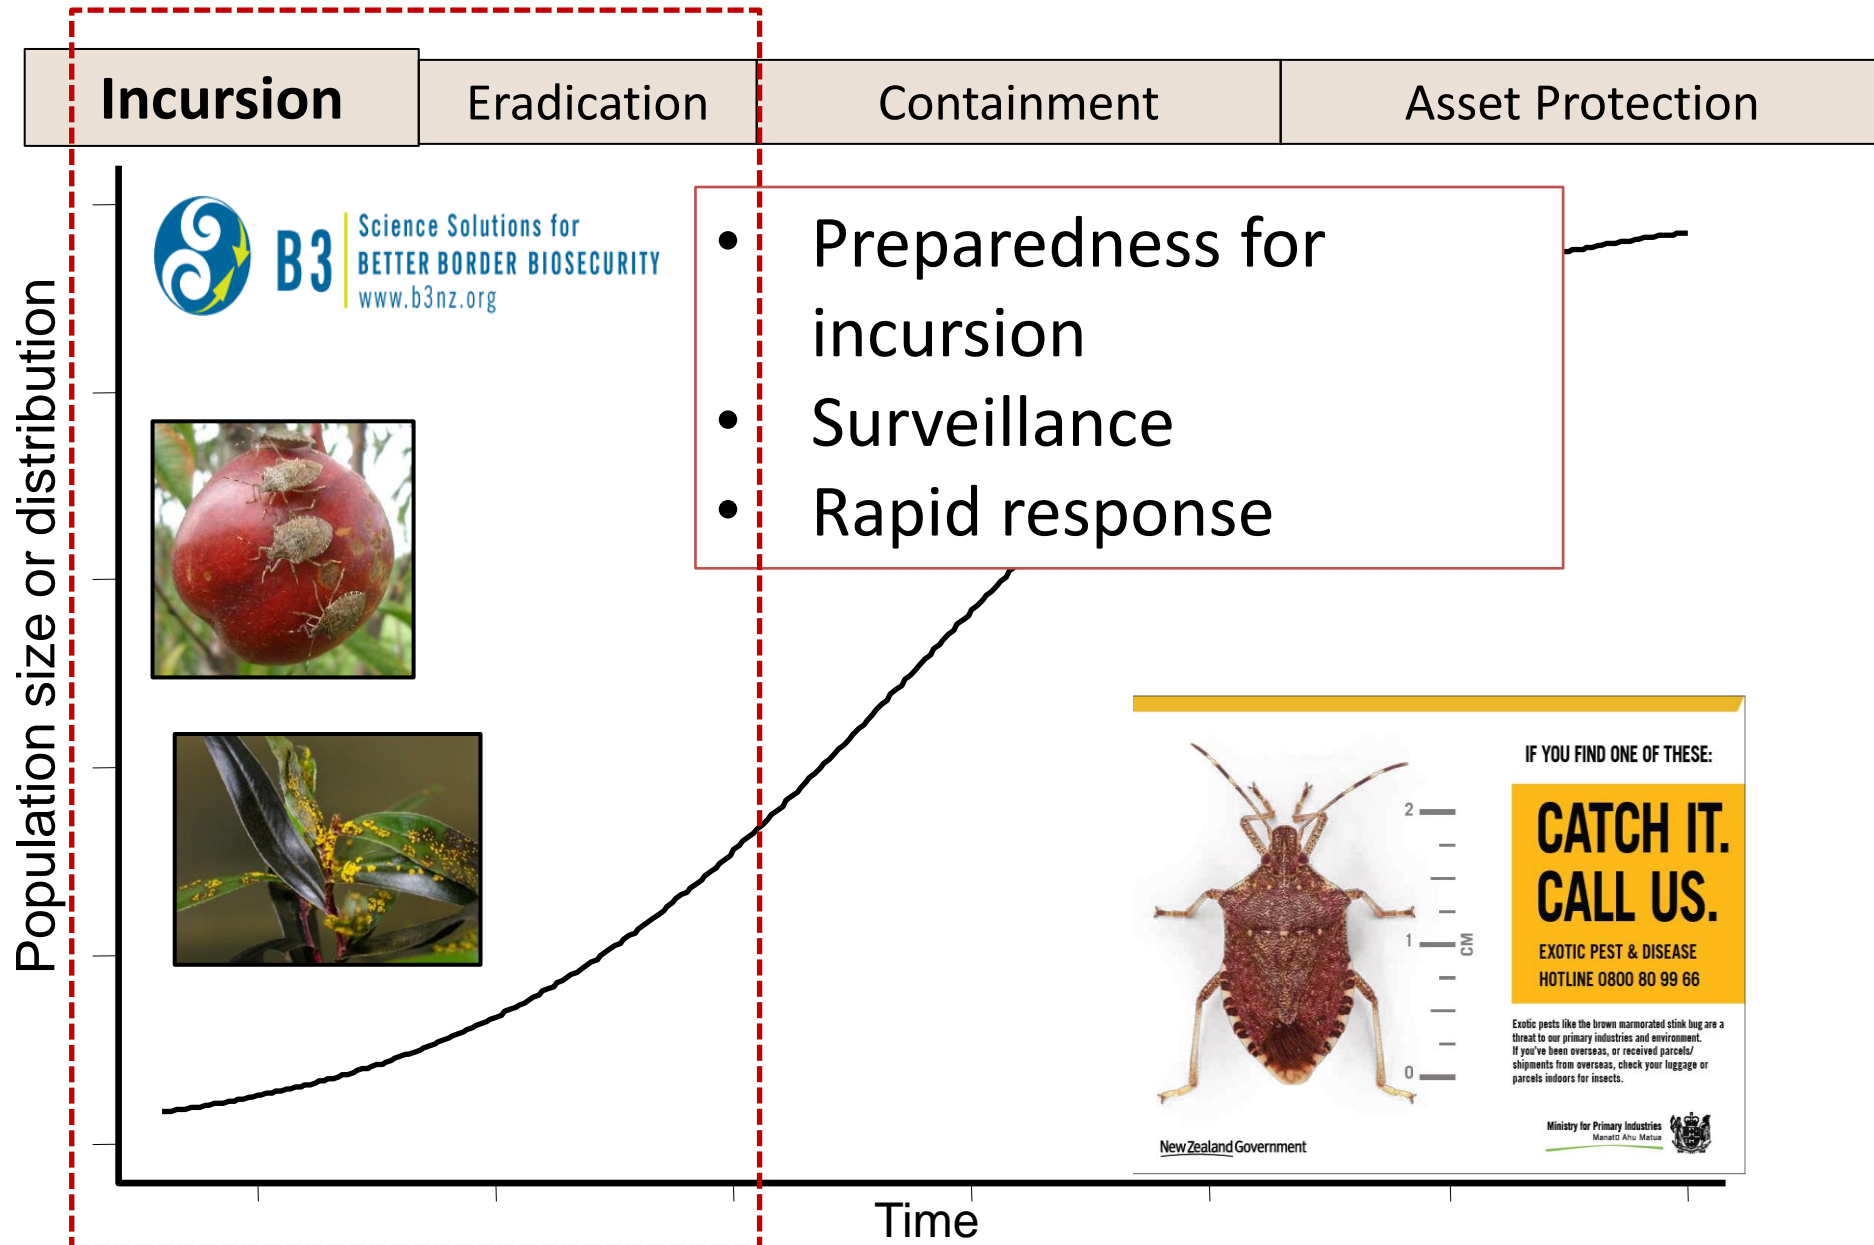 Incursion
Eradication
Containment
Asset Protection
B3
Science Solutions for
BETTER BORDER BIOSECURITY
www.b3nz.org
• Preparedness for
incursion
• Surveillance
• Rapid response
Population size or distribution
IF YOU FIND ONE OF THESE:
CATCH IT.
CALL US.
EXOTIC PEST & DISEASE
HOTLINE 0800 80 99 66
2
1
0
CM
Exotic pests like the brown marmorated stink bug are a
threat to our primary industries and environment.
If you've been overseas, or received parcels/
shipments from overseas, check your luggage or
parcels indoors for insects.
New Zealand Government
Ministry for Primary Industries
Manatū Ahu Matua
Time